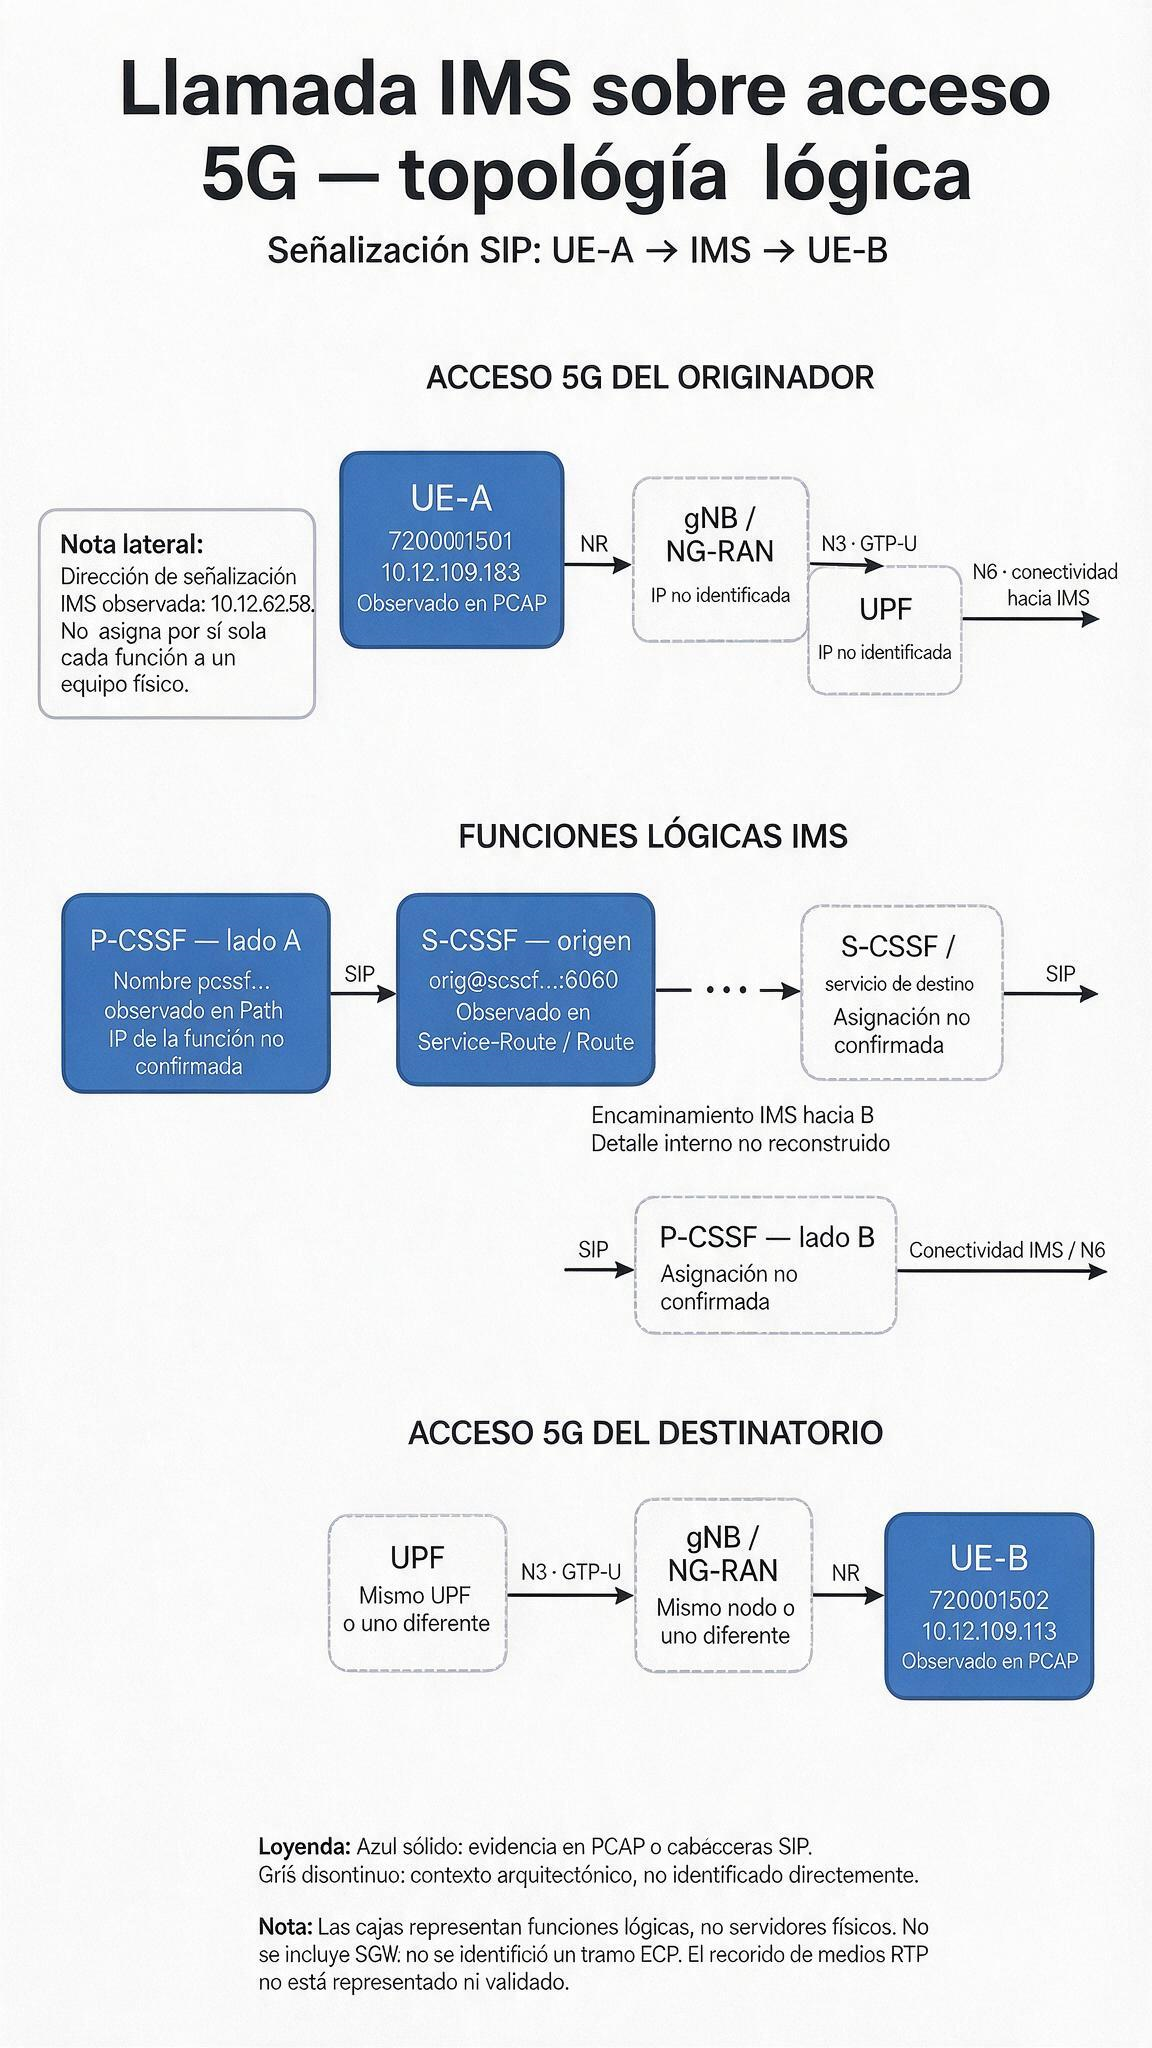 Llamada IMS sobre acceso
5G — topológía lógica
Señalización SIP: UE-A → IMS → UE-B
ACCESO 5G DEL ORIGINADOR
Nota lateral:
Dirección de señalización
IMS observada: 10.12.62.58.
No asigna por sí sola
cada función a un
equipo físico.
UE-A
7200001501
10.12.109.183
Observado en PCAP
NR
gNB /
NG-RAN
IP no identificada
N3 · GTP-U
UPF
IP no identificada
N6 · conectividad
hacia IMS
FUNCIONES LÓGICAS IMS
P-CSSF — lado A
Nombre pcssf...
observado en Path
IP de la función no
confirmada
SIP
S-CSSF — origen
orig@scscf...:6060
Observado en
Service-Route / Route
S-CSSF /
servicio de destino
Asignación no
confirmada
SIP
Encaminamiento IMS hacia B
Detalle interno no reconstruido
SIP
P-CSSF — lado B
Asignación no
confirmada
Conectividad IMS / N6
ACCESO 5G DEL DESTINATORIO
UPF
Mismo UPF
o uno diferente
N3 · GTP-U
gNB /
NG-RAN
Mismo nodo o
uno diferente
NR
UE-B
720001502
10.12.109.113
Observado en PCAP
Loyenda: Azul sólido: evidencia en PCAP o cabécceras SIP.
Gríś disontinuo: contexto arquitectónico, no identificado directamente.
Nota: Las cajas representan funciones lógicas, no servidores físicos. No
se incluye SGW: no se identifició un tramo ECP. El recorido de medios RTP
no está representado ni validado.